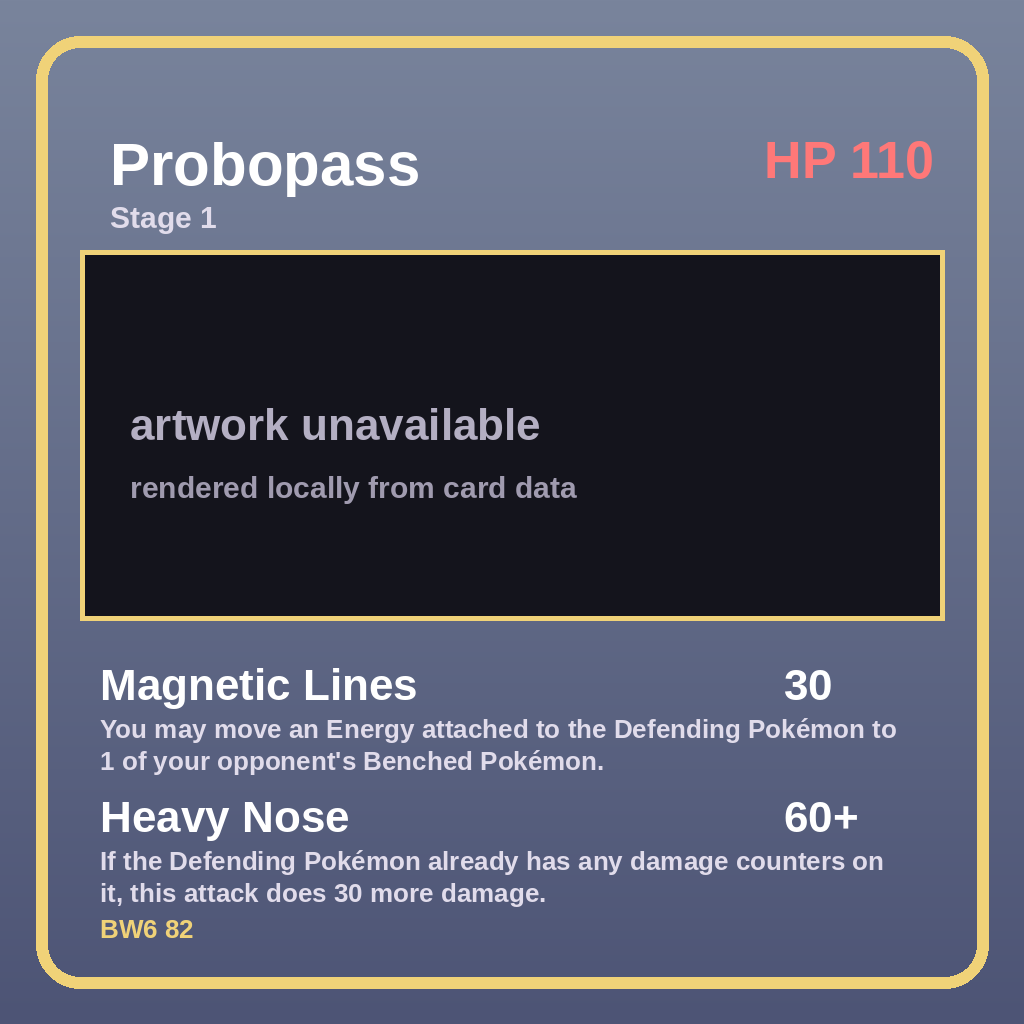 Probopass
HP 110
Stage 1
artwork unavailable
rendered locally from card data
Magnetic Lines
30
You may move an Energy attached to the Defending Pokémon to
1 of your opponent's Benched Pokémon.
Heavy Nose
60+
If the Defending Pokémon already has any damage counters on
it, this attack does 30 more damage.
BW6 82